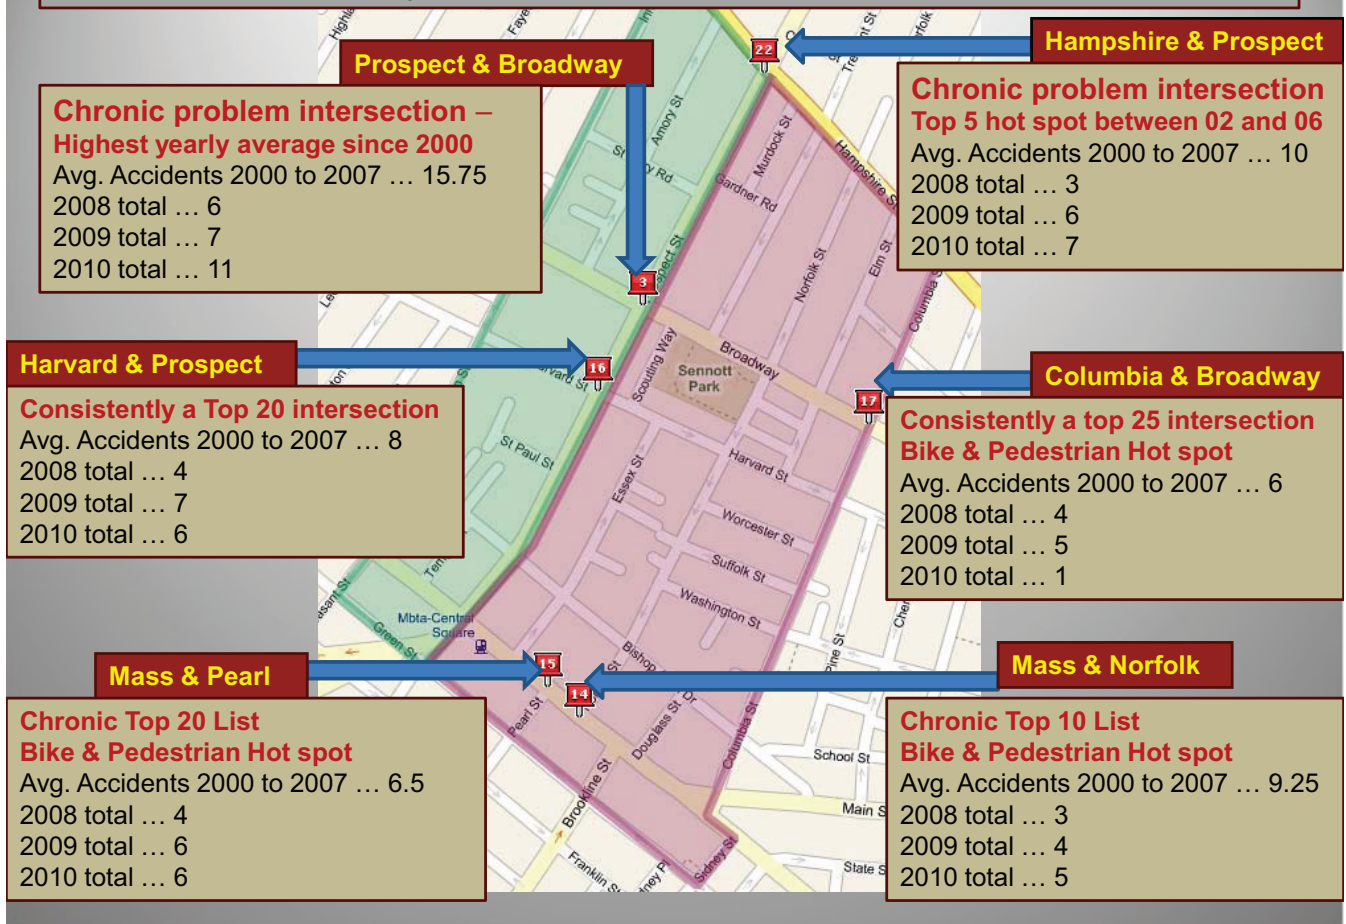 Hampshire & Prospect
Chronic problem intersection
Top 5 hot spot between 02 and 06
Avg. Accidents 2000 to 2007 … 10
2008 total … 3
2009 total … 6
2010 total … 7
Prospect & Broadway
Chronic problem intersection –
Highest yearly average since 2000
Avg. Accidents 2000 to 2007 … 15.75
2008 total … 6
2009 total … 7
2010 total … 11
Harvard & Prospect
Consistently a Top 20 intersection
Avg. Accidents 2000 to 2007 … 8
2008 total … 4
2009 total … 7
2010 total … 6
Columbia & Broadway
Consistently a top 25 intersection
Bike & Pedestrian Hot spot
Avg. Accidents 2000 to 2007 … 6
2008 total … 4
2009 total … 5
2010 total … 1
Mass & Pearl
Chronic Top 20 List
Bike & Pedestrian Hot spot
Avg. Accidents 2000 to 2007 … 6.5
2008 total … 4
2009 total … 6
2010 total … 6
Mass & Norfolk
Chronic Top 10 List
Bike & Pedestrian Hot spot
Avg. Accidents 2000 to 2007 … 9.25
2008 total … 3
2009 total … 4
2010 total … 5
22
3
16
17
15
14
Amory St
Murdock St
Gardner Rd
Hampshire St
Norfolk St
Elm St
Columbia St
Scouting Way
Broadway
Sennott
Park
St Paul St
Essex St
Harvard St
Worcester St
Suffolk St
Washington St
Mbta-Central
Square
Green St
Pearl St
Douglass St
Columbia St
Brookline St
Pine St
School St
Main S
State S
Franklin St
Sidney St